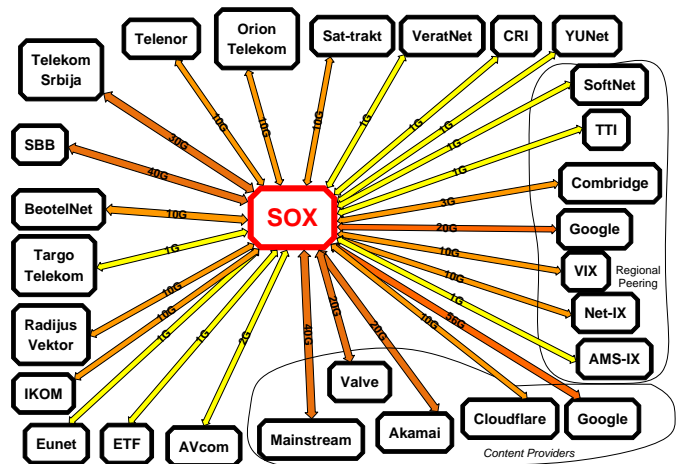 Telenor
Orion
Telekom
Sat-trakt
VeratNet
CRI
YUNet
Telekom
Srbija
SoftNet
TTI
SBB
Combridge
BeotelNet
Google
Targo
Telekom
VIX
Regional
Peering
Net-IX
Radijus
Vektor
AMS-IX
IKOM
Valve
Eunet
ETF
AVcom
Mainstream
Akamai
Cloudflare
Google
Content Providers
SOX
10G
10G
10G
1G
1G
1G
1G
1G
30G
40G
10G
1G
3G
20G
10G
10G
1G
10G
10G
1G
1G
2G
40G
20G
20G
10G
56G